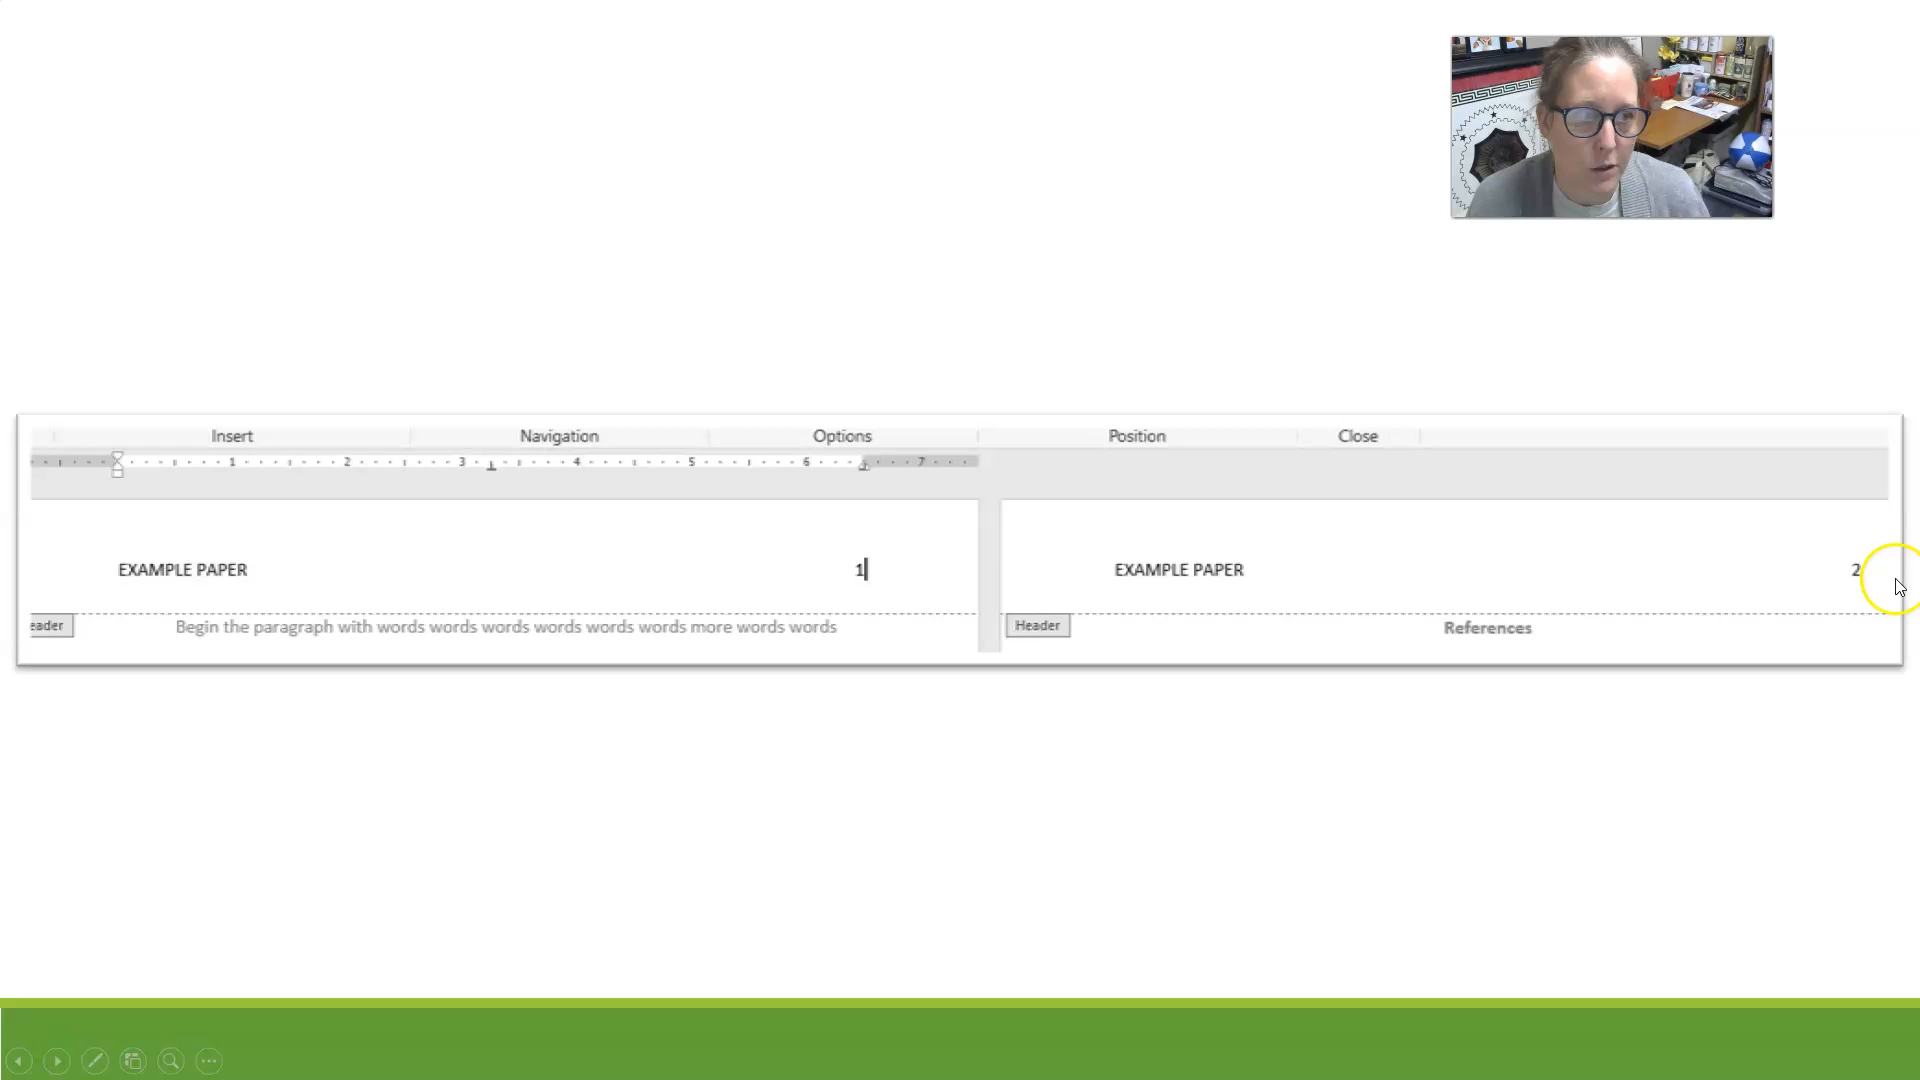 Insert Navigation Options Position Close
1 2 3 4 5 6 7
EXAMPLE PAPER 1
EXAMPLE PAPER 2
eader
Begin the paragraph with words words words words words words more words words
Header
References